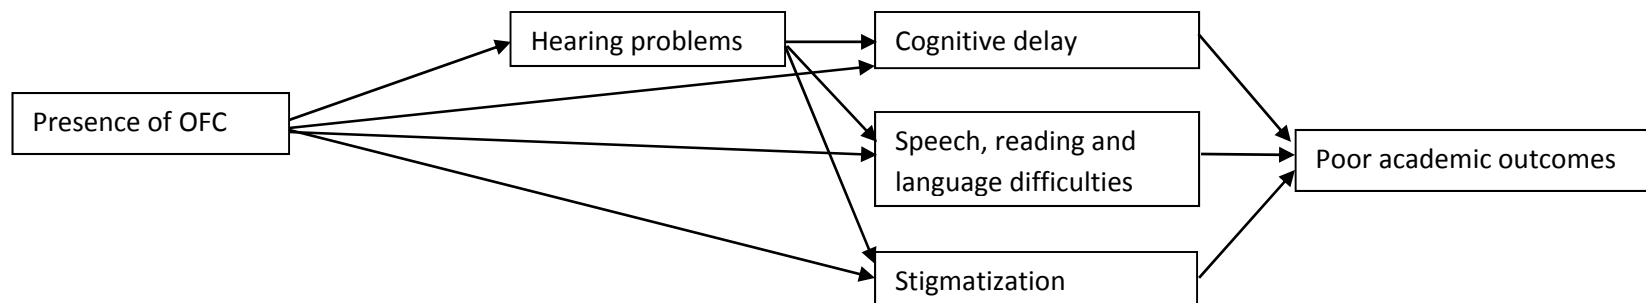 Hearing problems
Cognitive delay
Presence of OFC
Speech, reading and
language difficulties
Poor academic outcomes
Stigmatization